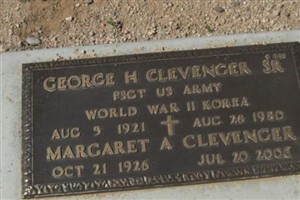 GEORGE H CLEVENGER SR
PSGT US ARMY
WORLD WAR II KOREA
AUG 5 1921 AUG 26 1980
MARGARET A CLEVENGER
OCT 21 1926 JUL 20 2005